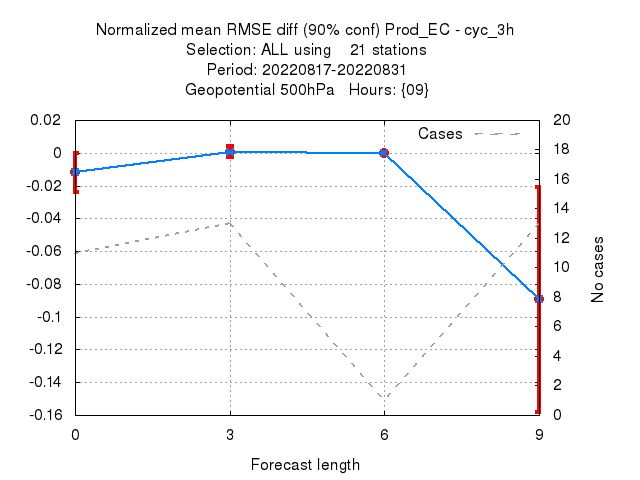 Normalized mean RMSE diff (90% conf) Prod_EC - cyc_3h
Selection: ALL using    21 stations
Period: 20220817-20220831
Geopotential 500hPa   Hours: {09}
Cases
0.02
0
-0.02
-0.04
-0.06
-0.08
-0.1
-0.12
-0.14
-0.16
20
18
16
14
12
10
8
6
4
2
0
No cases
0 3 6 9
Forecast length